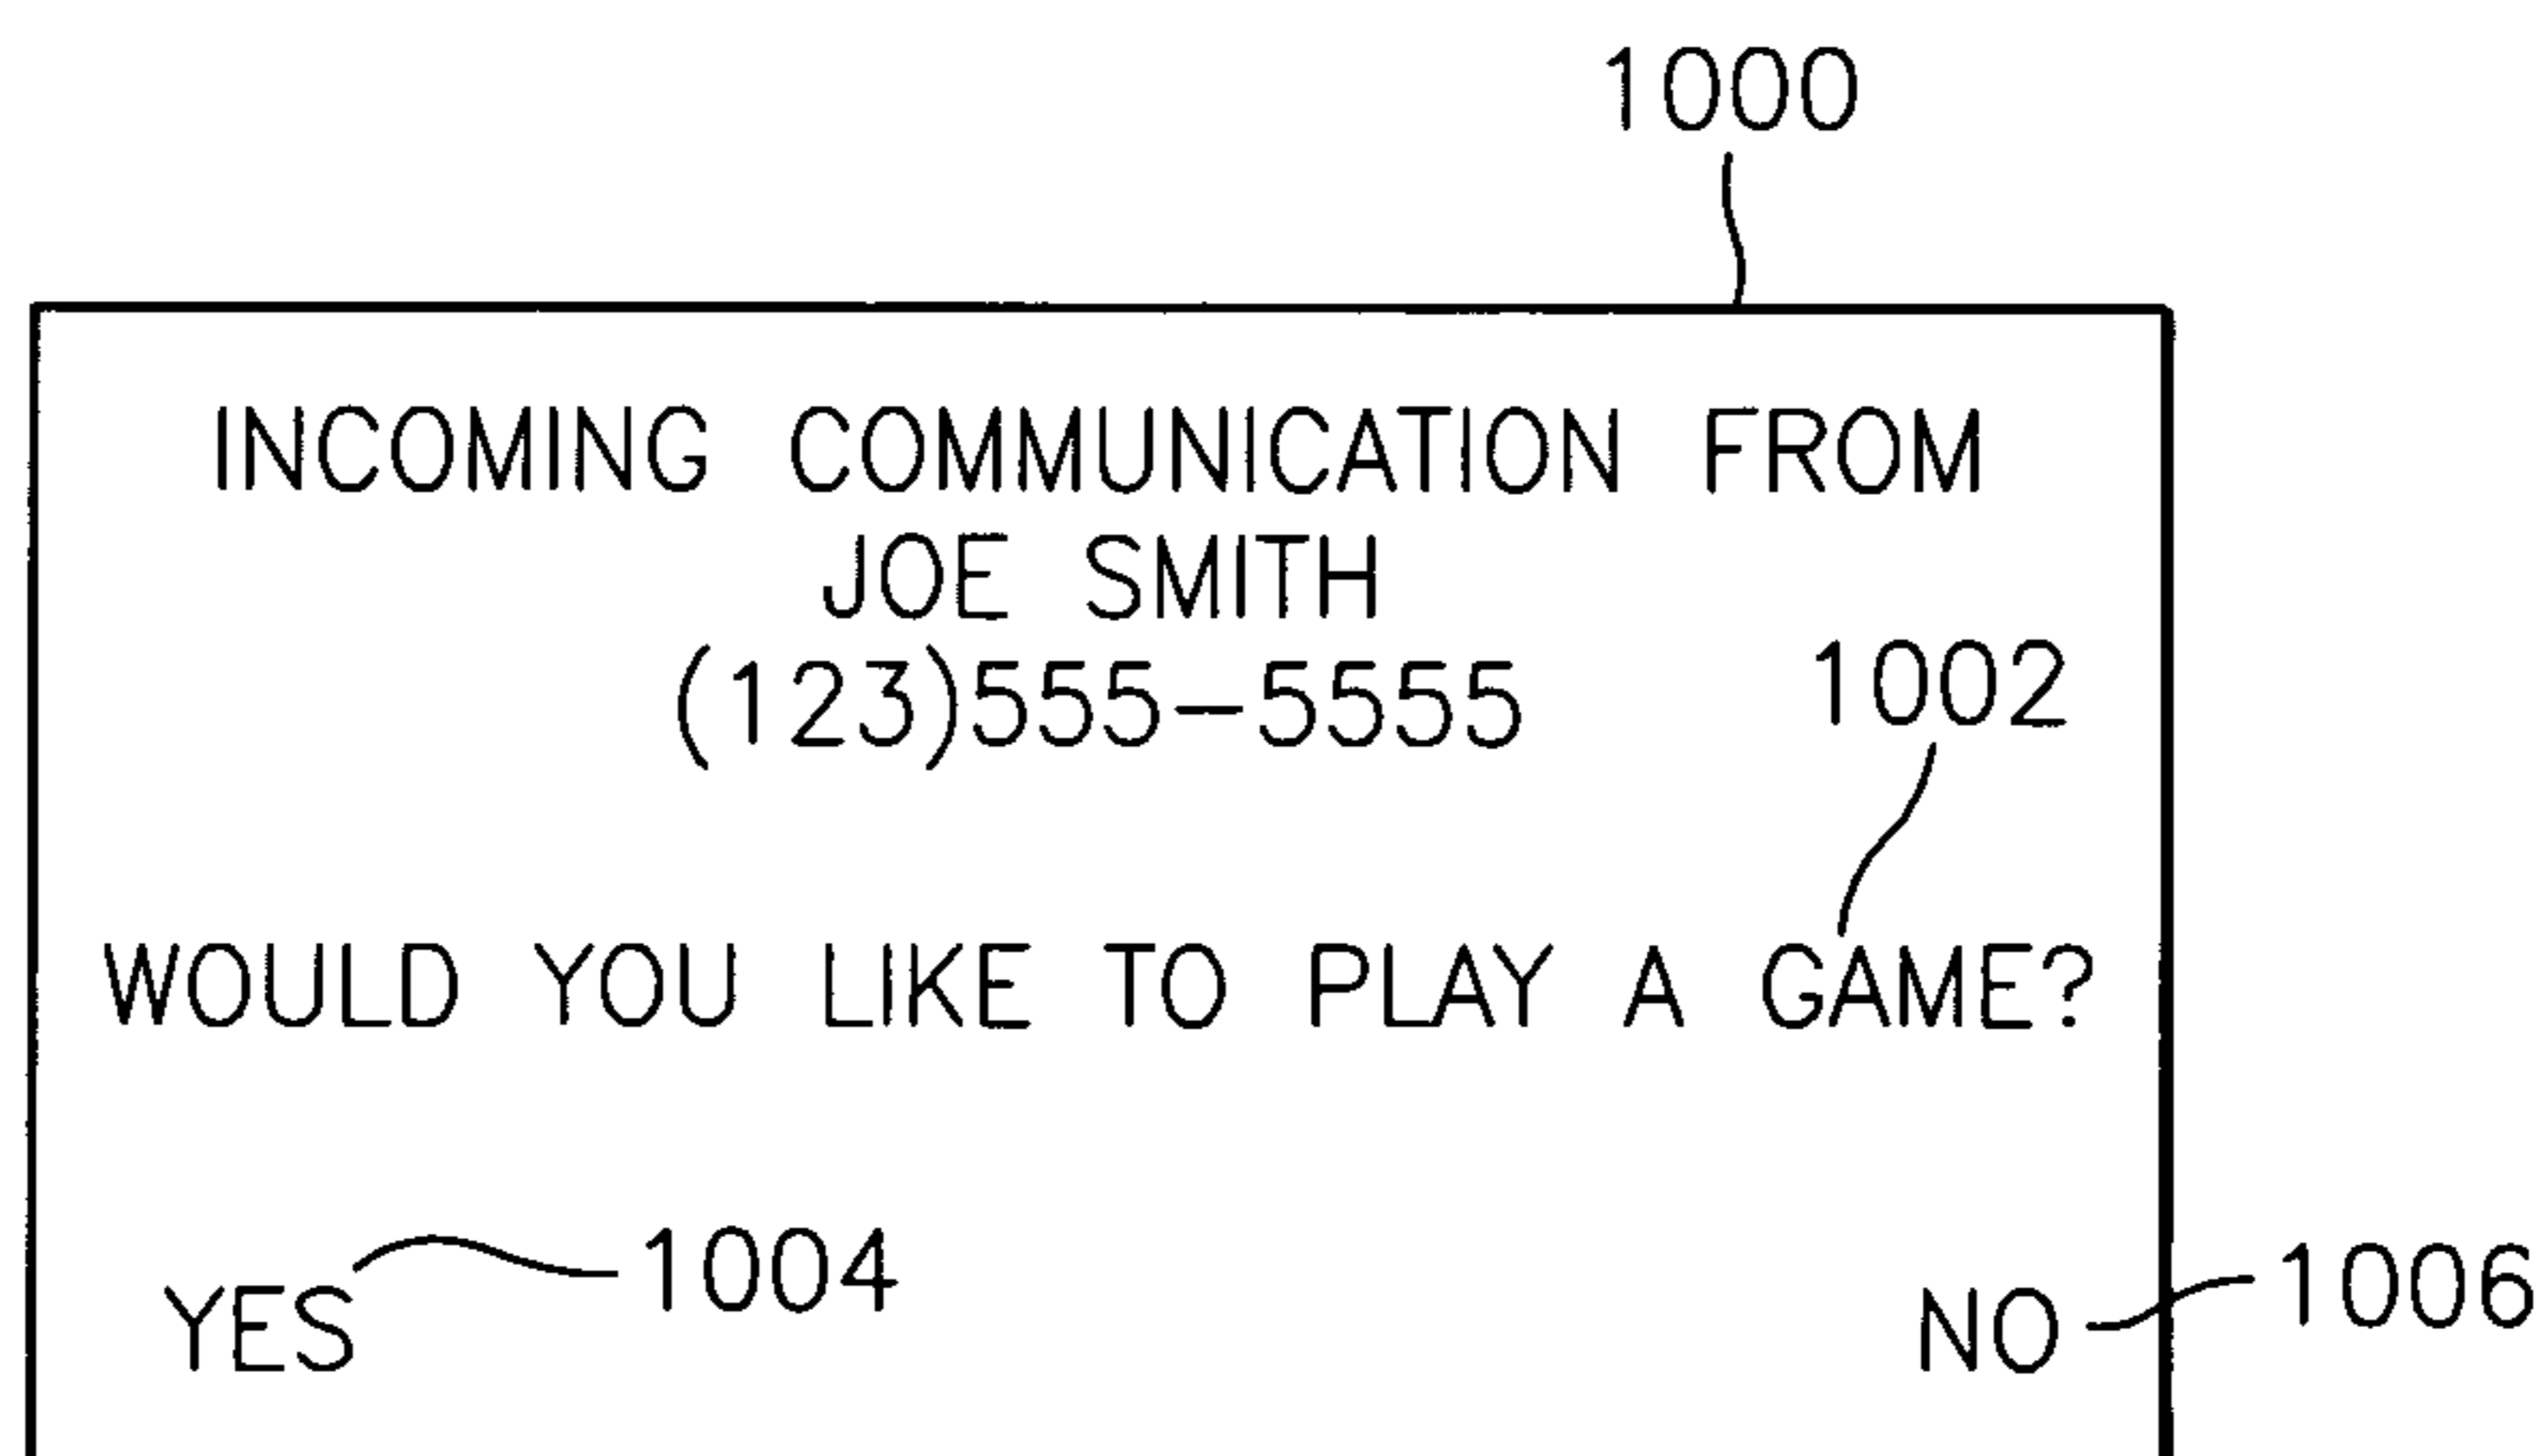 1000
INCOMING COMMUNICATION FROM
JOE SMITH
(123)555-5555
1002
WOULD YOU LIKE TO PLAY A GAME?
YES 1004
NO 1006